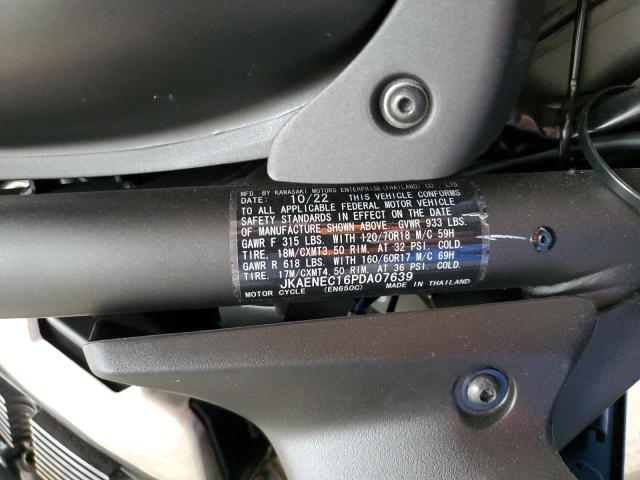 MFD. BY KAWASAKI MOTORS ENTERPRISE(THAILAND) CO., LTD.
DATE: 10/22 THIS VEHICLE CONFORMS
TO ALL APPLICABLE FEDERAL MOTOR VEHICLE
SAFETY STANDARDS IN EFFECT ON THE DATE
OF MANUFACTURE SHOWN ABOVE. GVWR 933 LBS.
GAWR F 315 LBS. WITH 120/70R18 M/C 59H
TIRE, 18M/CXMT3.50 RIM, AT 32 PSI. COLD.
GAWR R 618 LBS. WITH 160/60R17 M/C 69H
TIRE, 17M/CXMT4.50 RIM, AT 36 PSI. COLD.
JKAENEC16PDA07639
MOTOR CYCLE (EN650C) MADE IN THAILAND